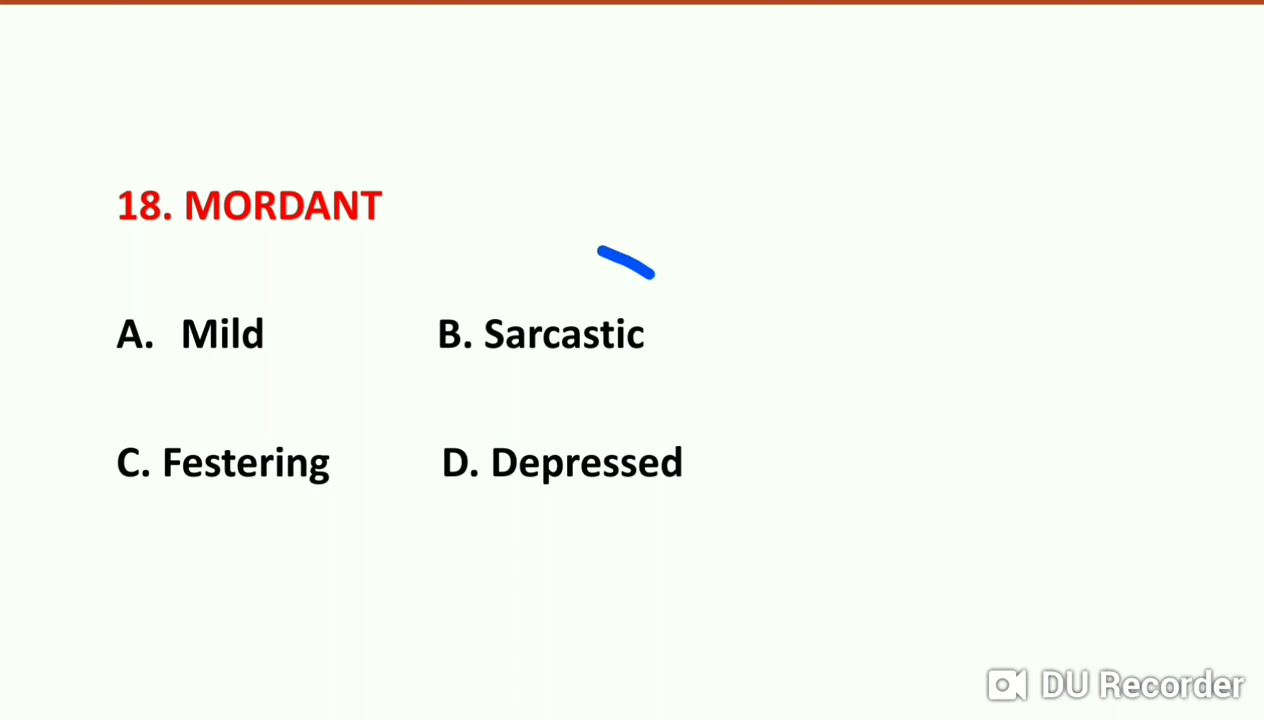 18. MORDANT
A. Mild B. Sarcastic
C. Festering D. Depressed
DU Recorder